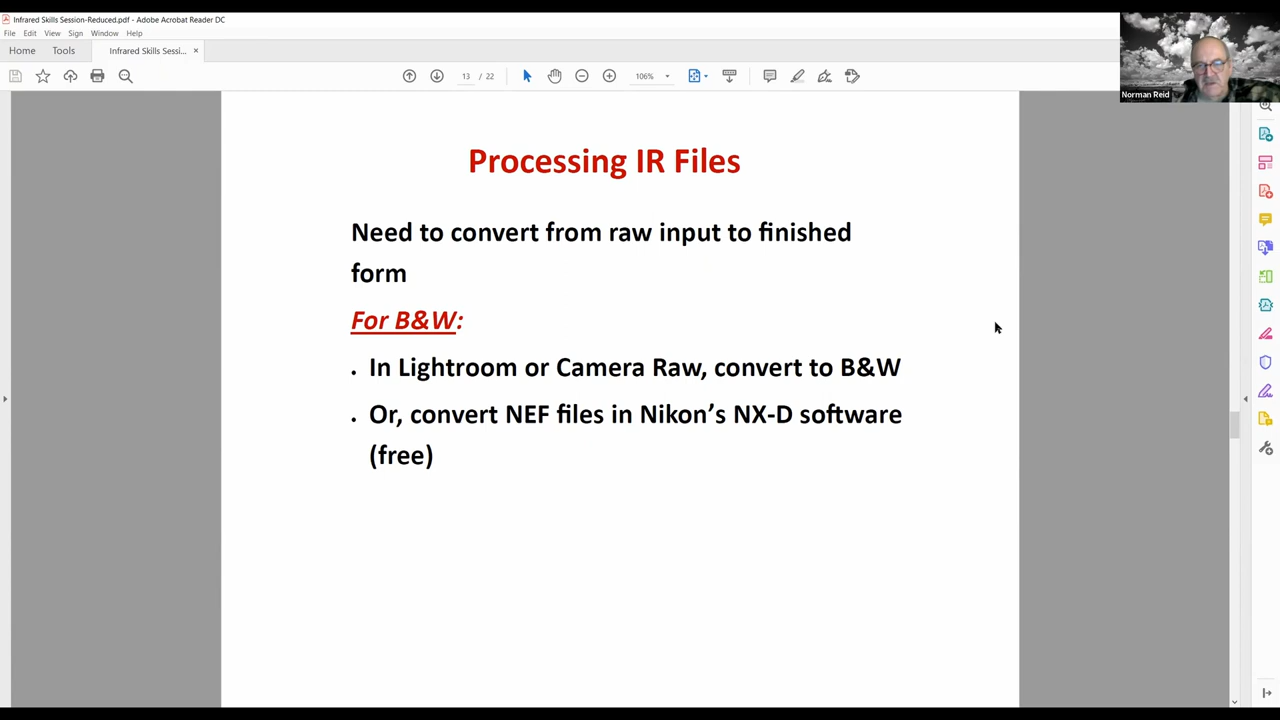 Infrared Skills Session-Reduced.pdf - Adobe Acrobat Reader DC
File Edit View Sign Window Help
Home Tools Infrared Skills Sessi... ×
13 / 22 106%
Norman Reid
Processing IR Files
Need to convert from raw input to finished
form
For B&W:
• In Lightroom or Camera Raw, convert to B&W
• Or, convert NEF files in Nikon’s NX-D software
(free)